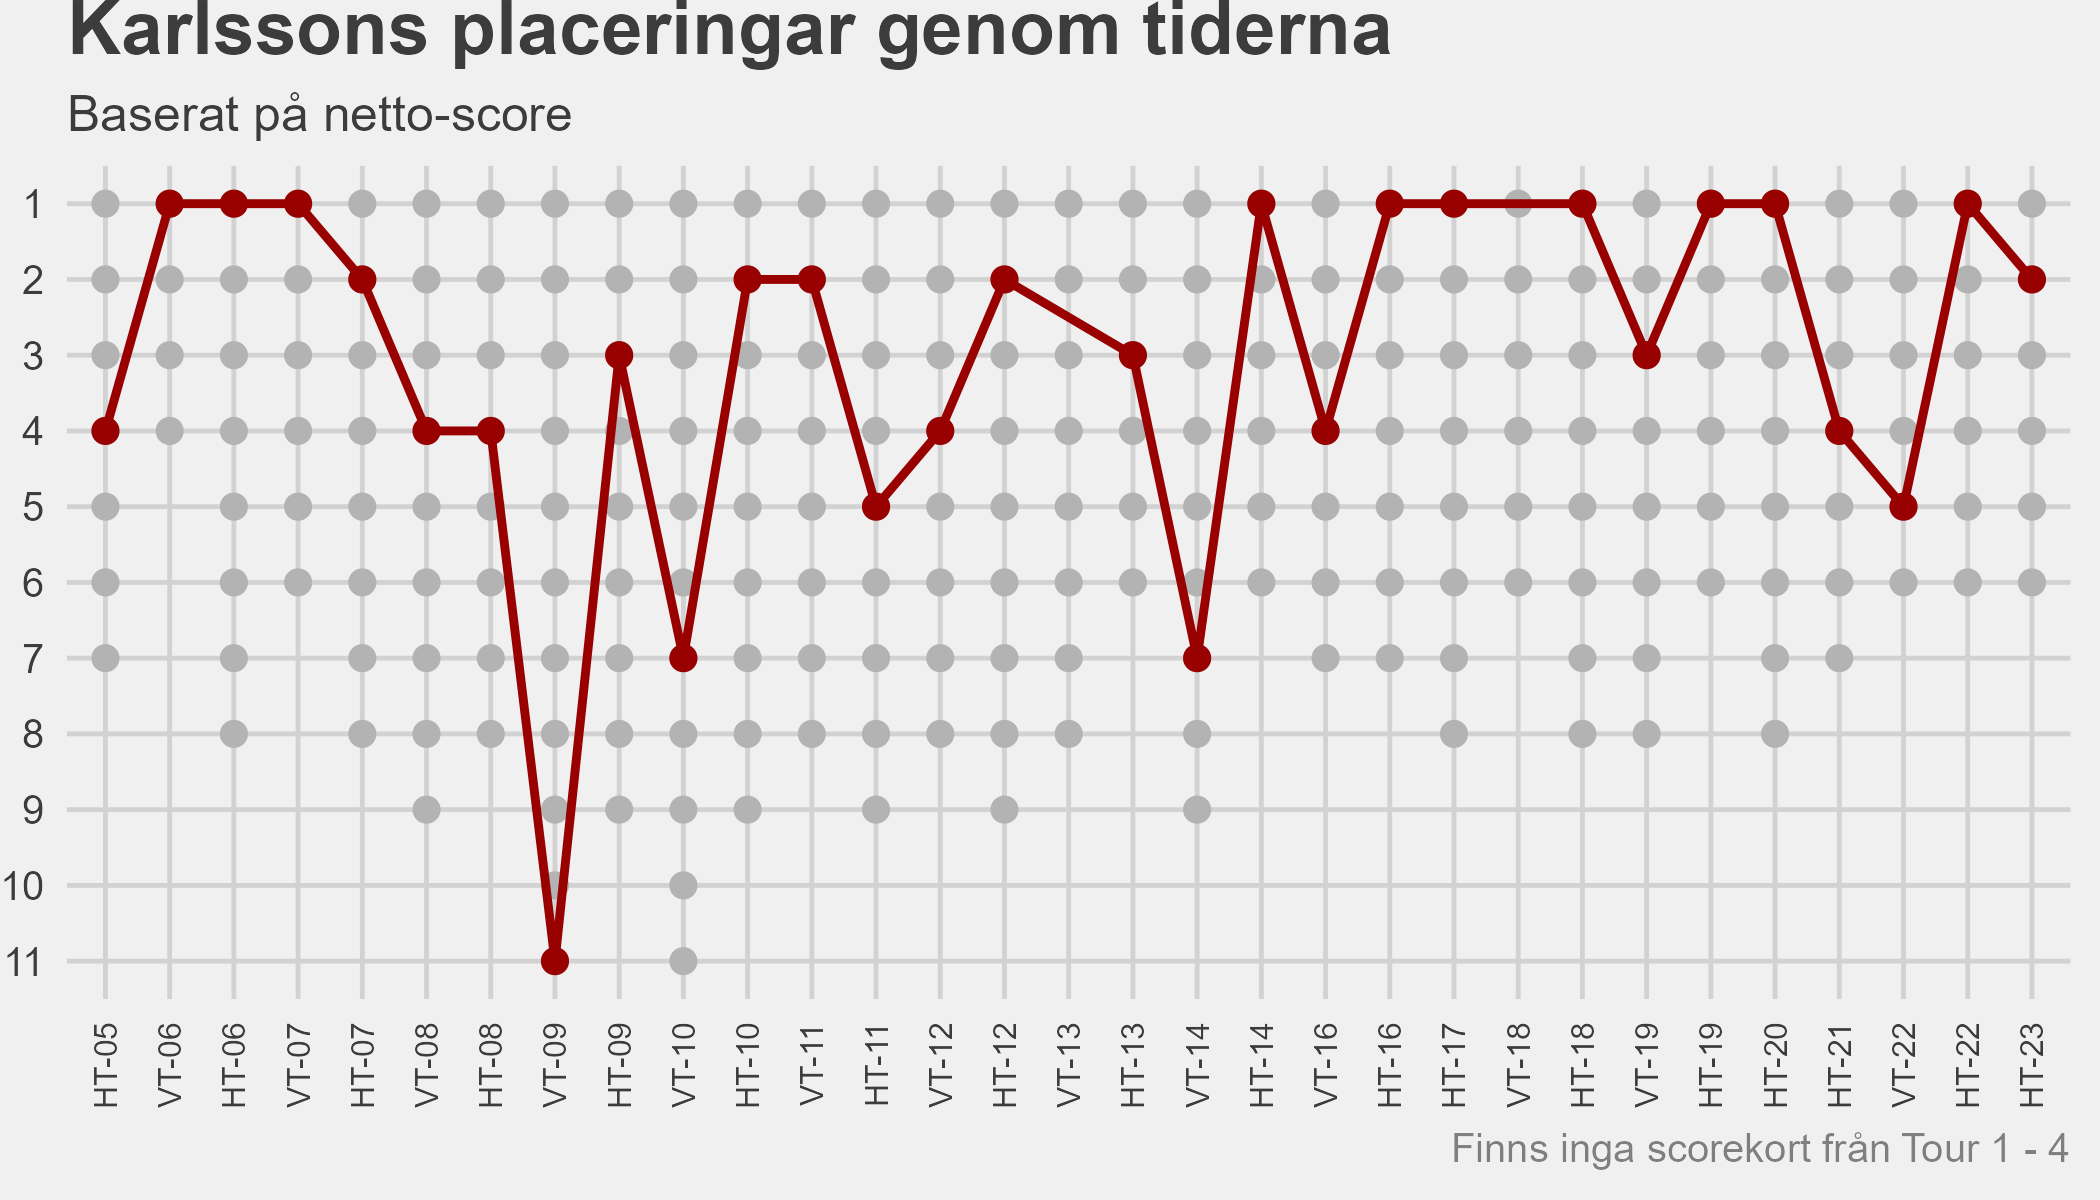 Karlssons placeringar genom tiderna
Baserat på netto-score
1
2
3
4
5
6
7
8
9
10
11
HT-05
VT-06
HT-06
VT-07
HT-07
VT-08
HT-08
VT-09
HT-09
VT-10
HT-10
VT-11
HT-11
VT-12
HT-12
VT-13
HT-13
VT-14
HT-14
VT-16
HT-16
HT-17
VT-18
HT-18
VT-19
HT-19
HT-20
HT-21
VT-22
HT-22
HT-23
Finns inga scorekort från Tour 1 - 4